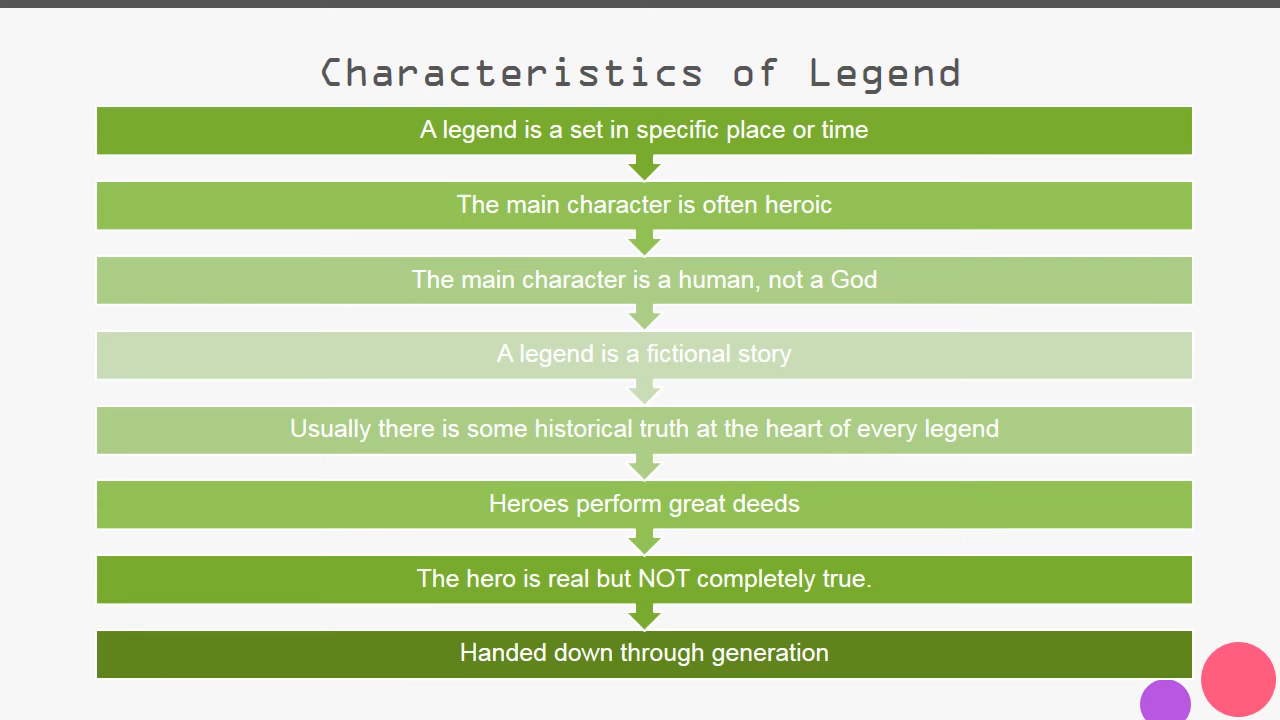 Characteristics of Legend
A legend is a set in specific place or time
The main character is often heroic
The main character is a human, not a God
A legend is a fictional story
Usually there is some historical truth at the heart of every legend
Heroes perform great deeds
The hero is real but NOT completely true.
Handed down through generation